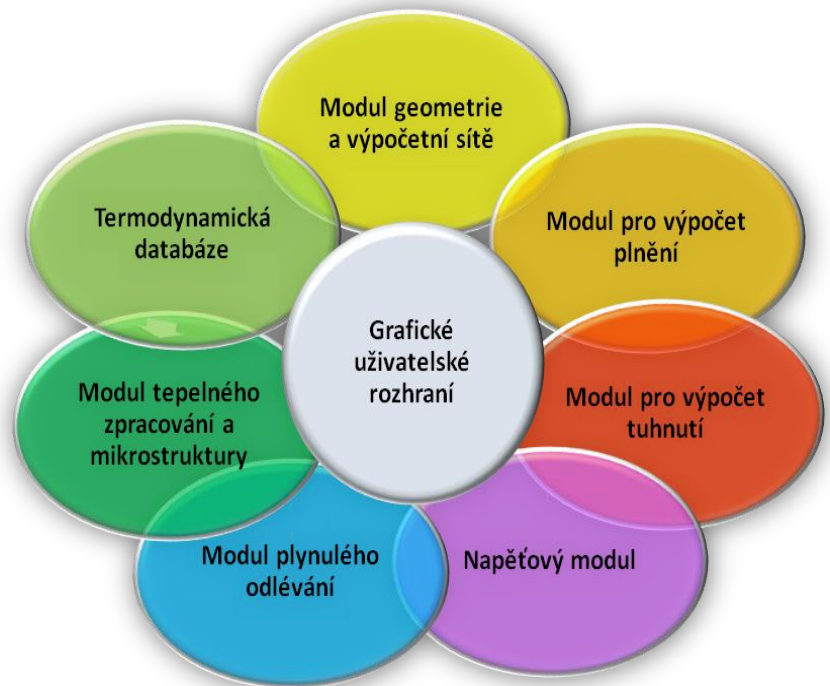 Modul geometrie
a výpočetní sítě
Modul pro výpočet
plnění
Modul pro výpočet
tuhnutí
Napěťový modul
Modul plynulého
odlévání
Modul tepelného
zpracování a
mikrostruktury
Termodynamická
databáze
Grafické
uživatelské
rozhraní